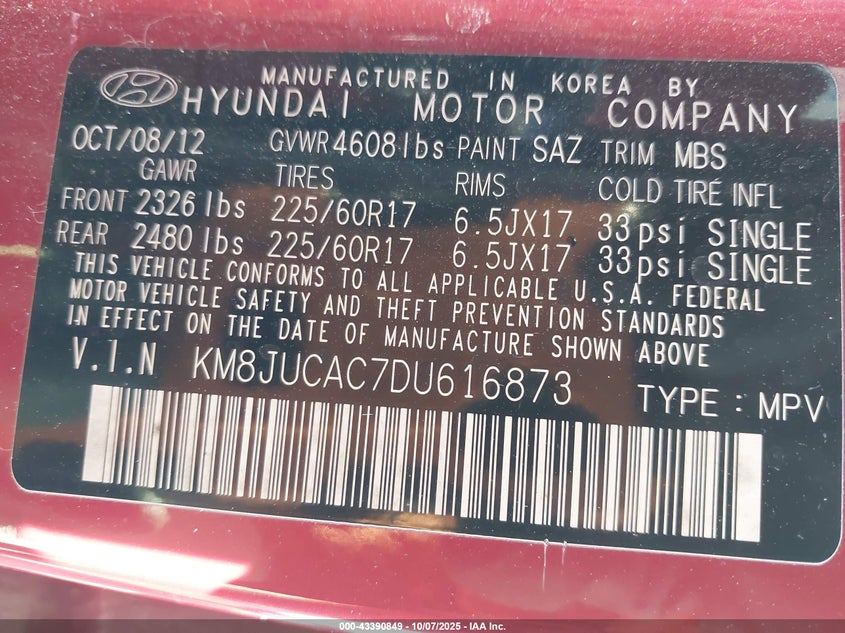 MANUFACTURED IN KOREA BY
HYUNDAI MOTOR COMPANY
OCT/08/12 GVWR 4608lbs PAINT SAZ TRIM MBS
GAWR TIRES RIMS COLD TIRE INFL
FRONT 2326 lbs 225/60R17 6.5JX17 33psi SINGLE
REAR 2480 lbs 225/60R17 6.5JX17 33psi SINGLE
THIS VEHICLE CONFORMS TO ALL APPLICABLE U.S.A. FEDERAL
MOTOR VEHICLE SAFETY AND THEFT PREVENTION STANDARDS
IN EFFECT ON THE DATE OF MANUFACTURE SHOWN ABOVE
V.I.N KM8JUCAC7DU616873 TYPE : MPV
000-43390849 - 10/07/2025 - IAA Inc.